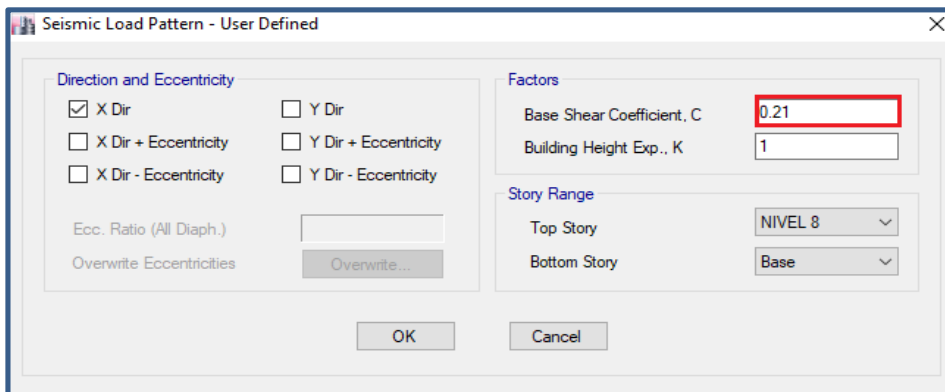 Seismic Load Pattern - User Defined
Direction and Eccentricity
X Dir
Y Dir
X Dir + Eccentricity
Y Dir + Eccentricity
X Dir - Eccentricity
Y Dir - Eccentricity
Ecc. Ratio (All Diaph.)
Overwrite Eccentricities
Overwrite...
Factors
Base Shear Coefficient, C
0.21
Building Height Exp., K
1
Story Range
Top Story
NIVEL 8
Bottom Story
Base
OK
Cancel